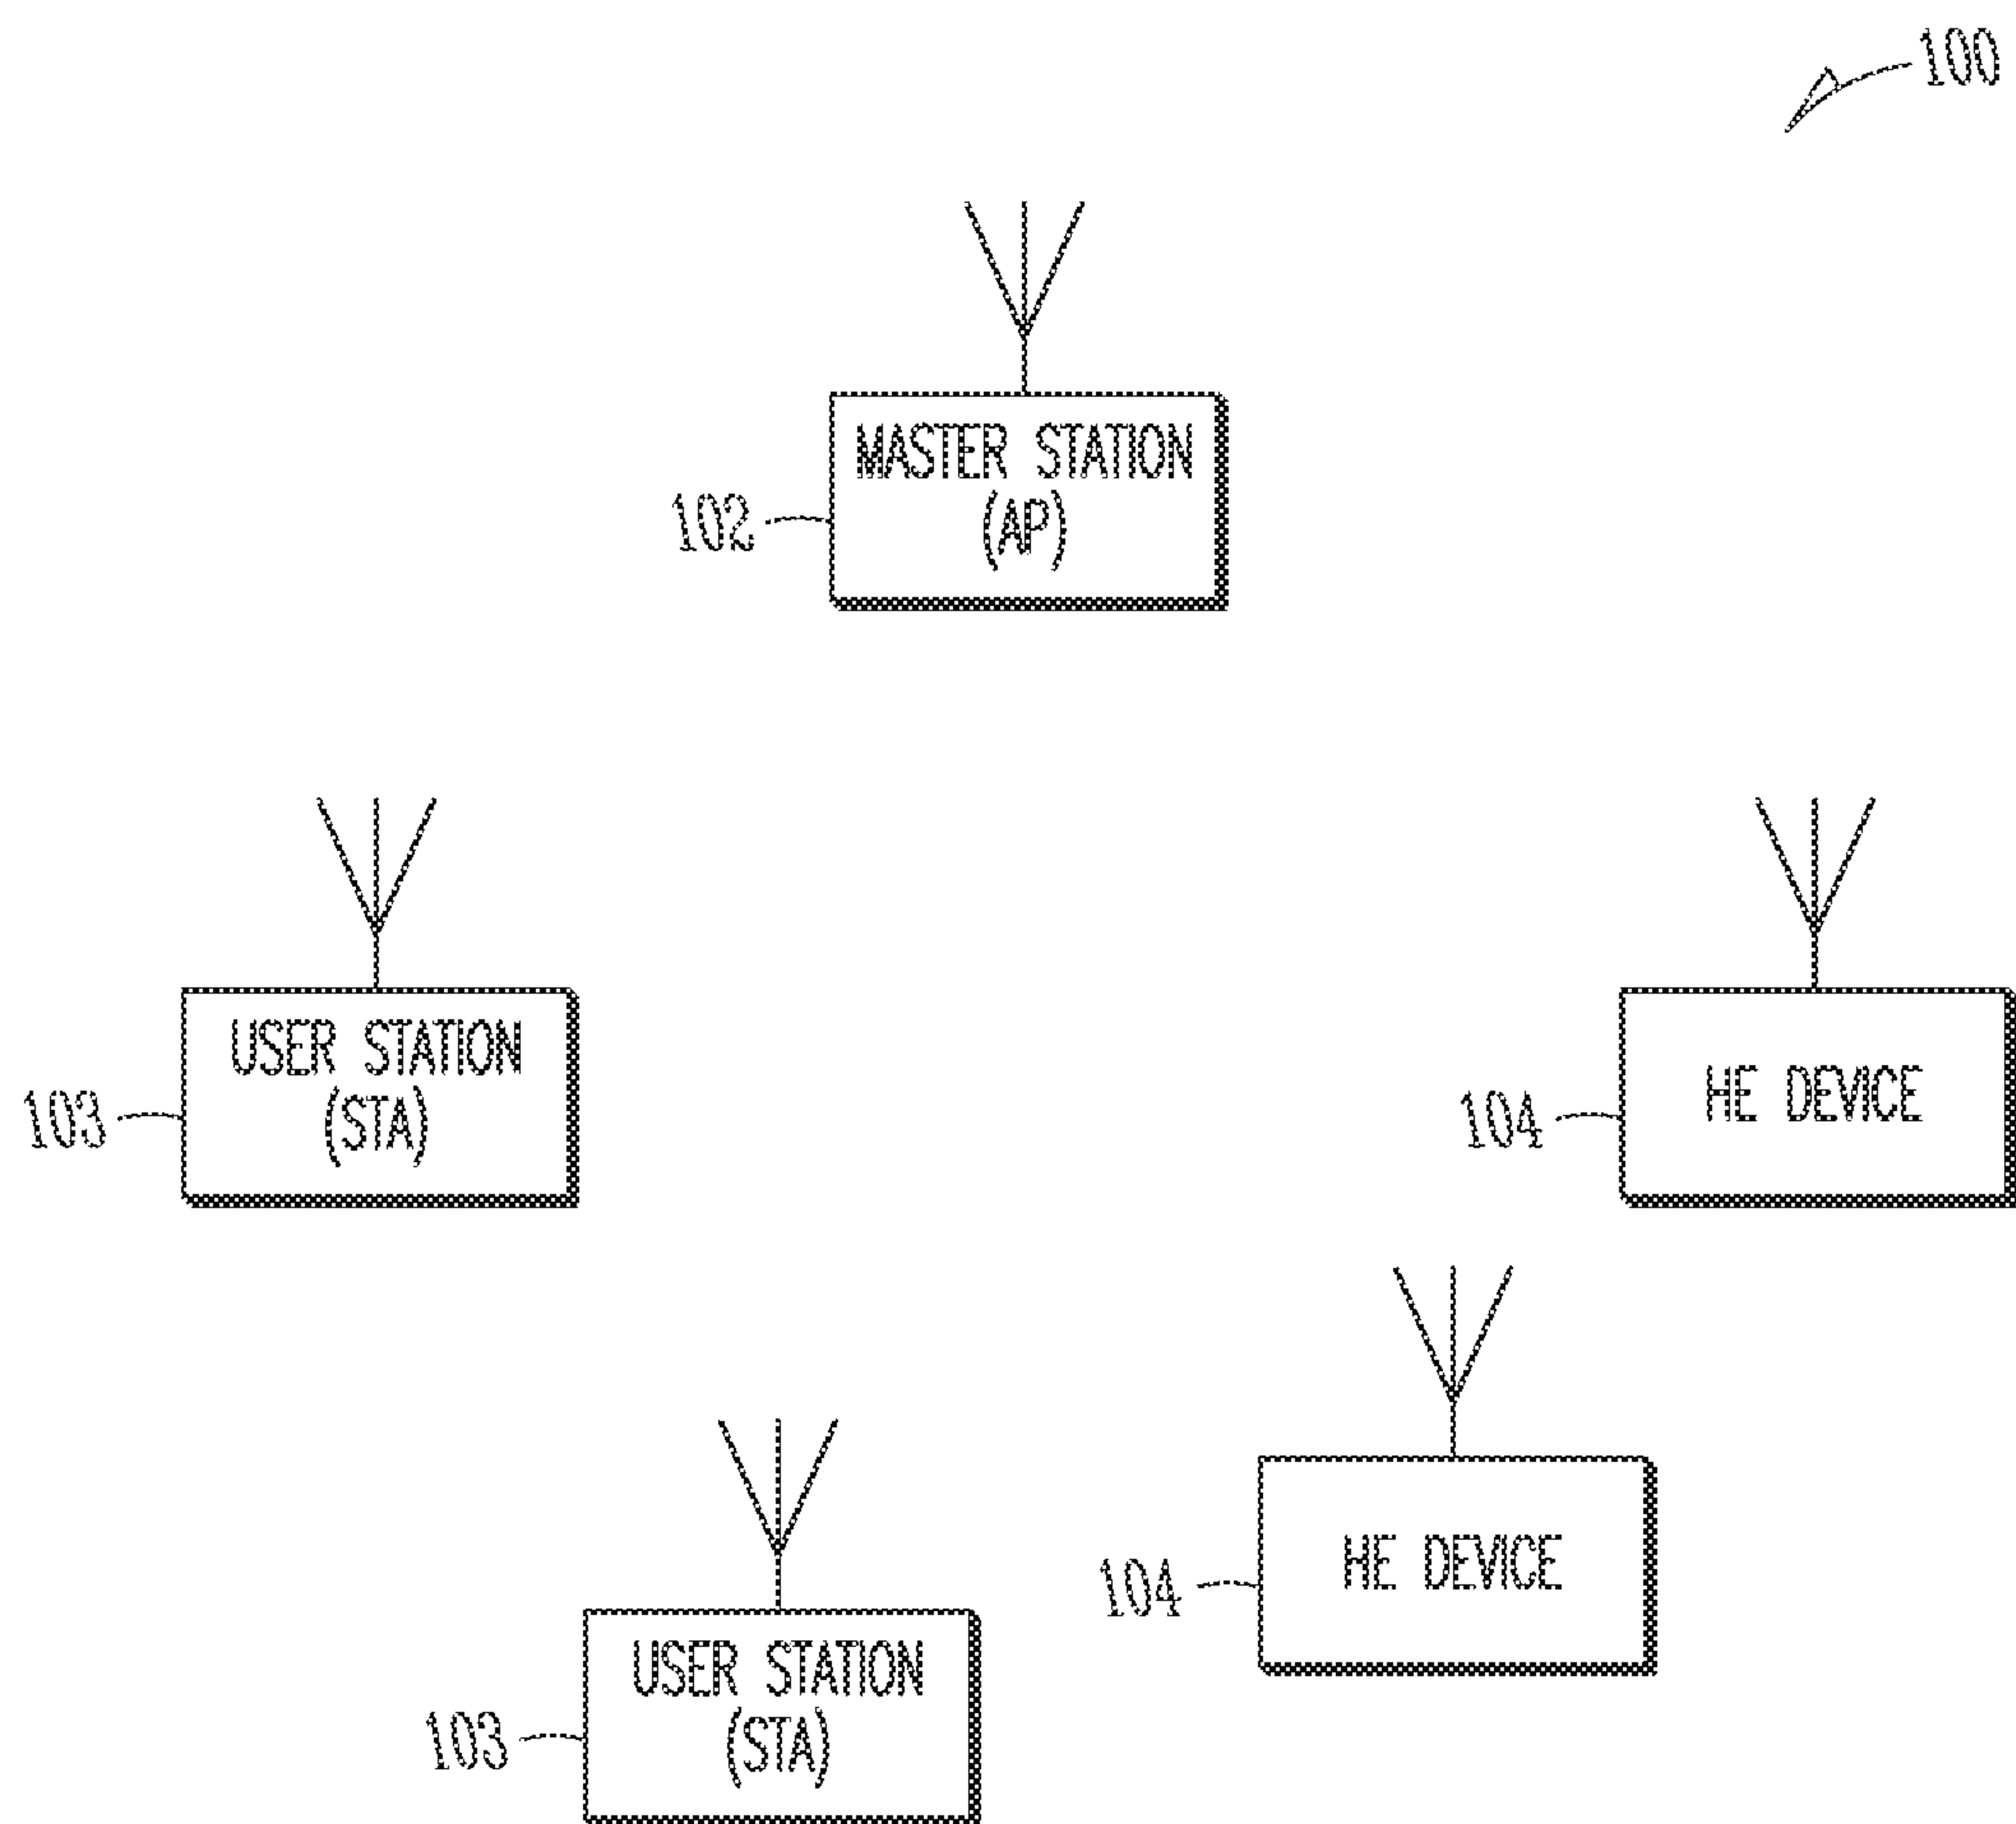 100
MASTER STATION
(AP)
102
USER STATION
(STA)
103
HE DEVICE
104
HE DEVICE
104
USER STATION
(STA)
103